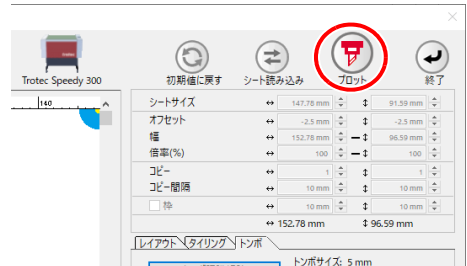 Trotec Speedy 300
初期値に戻す
シート読み込み
プロット
終了
140
シートサイズ ↔ 147.78 mm ↕ 91.59 mm
オフセット ↔ -2.5 mm ↕ -2.5 mm
幅 ↔ 152.78 mm ↕ 96.59 mm
倍率(%) ↔ 100 ↕ 100
コピー ↔ 1 ↕ 1
コピー間隔 ↔ 10 mm ↕ 10 mm
枠 ↔ 10 mm ↕ 10 mm
↔ 152.78 mm ↕ 96.59 mm
レイアウト タイリング トンボ
トンボサイズ: 5 mm